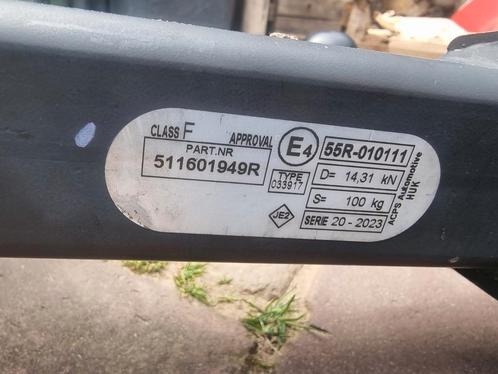 CLASS F APPROVAL
E4
55R-010111
PART.NR
511601949R
TYPE
033917
D= 14,31 kN
S= 100 kg
JE2
SERIE 20 - 2023
ACPS Automotive
HUK